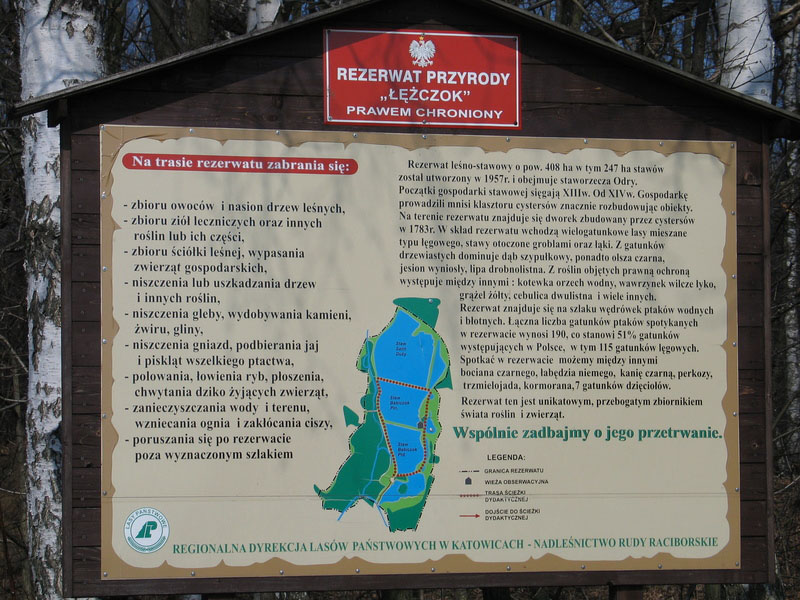 REZERWAT PRZYRODY
„ŁĘŻCZOK”
PRAWEM CHRONIONY
Na trasie rezerwatu zabrania się:
- zbioru owoców i nasion drzew leśnych,
- zbioru ziół leczniczych oraz innych
roślin lub ich części,
- zbioru ściółki leśnej, wypasania
zwierząt gospodarskich,
- niszczenia lub uszkadzania drzew
i innych roślin,
- niszczenia gleby, wydobywania kamieni,
żwiru, gliny,
- niszczenia gniazd, podbierania jaj
i piskląt wszelkiego ptactwa,
- polowania, łowienia ryb, płoszenia,
chwytania dziko żyjących zwierząt,
- zanieczyszczania wody i terenu,
wzniecania ognia i zakłócania ciszy,
- poruszania się po rezerwacie
poza wyznaczonym szlakiem
Rezerwat leśno-stawowy o pow. 408 ha w tym 247 ha stawów
został utworzony w 1957r. i obejmuje staworzecza Odry.
Początki gospodarki stawowej sięgają XIIIw. Od XIVw. Gospodarkę
prowadzili mnisi klasztoru cystersów znacznie rozbudowując obiekty.
Na terenie rezerwatu znajduje się dworek zbudowany przez cystersów
w 1783r. W skład rezerwatu wchodzą wielogatunkowe lasy mieszane
typu łęgowego, stawy otoczone groblami oraz łąki. Z gatunków
drzewiastych dominuje dąb szypułkowy, ponadto olsza czarna,
jesion wyniosły, lipa drobnolistna. Z roślin objętych prawną ochroną
występuje między innymi : kotewka orzech wodny, wawrzynek wilcze łyko,
grążel żółty, cebulica dwulistna i wiele innych.
Rezerwat znajduje się na szlaku wędrówek ptaków wodnych
i błotnych. Łączna liczba gatunków ptaków spotykanych
w rezerwacie wynosi 190, co stanowi 51% gatunków
występujących w Polsce, w tym 115 gatunków lęgowych.
Spotkać w rezerwacie możemy między innymi
bociana czarnego, łabędzia niemego, kanię czarną, perkozy,
trzmielojada, kormorana, 7 gatunków dzięciołów.
Rezerwat ten jest unikatowym, przebogatym zbiornikiem
świata roślin i zwierząt.
Wspólnie zadbajmy o jego przetrwanie.
Staw
LEGENDA:
GRANICA REZERWATU
WIEŻA OBSERWACYJNA
TRASA ŚCIEŻKI
DYDAKTYCZNEJ
DOJŚCIE DO ŚCIEŻKI
DYDAKTYCZNEJ
LASY PAŃSTWOWE
REGIONALNA DYREKCJA LASÓW PAŃSTWOWYCH W KATOWICACH - NADLEŚNICTWO RUDY RACIBORSKIE